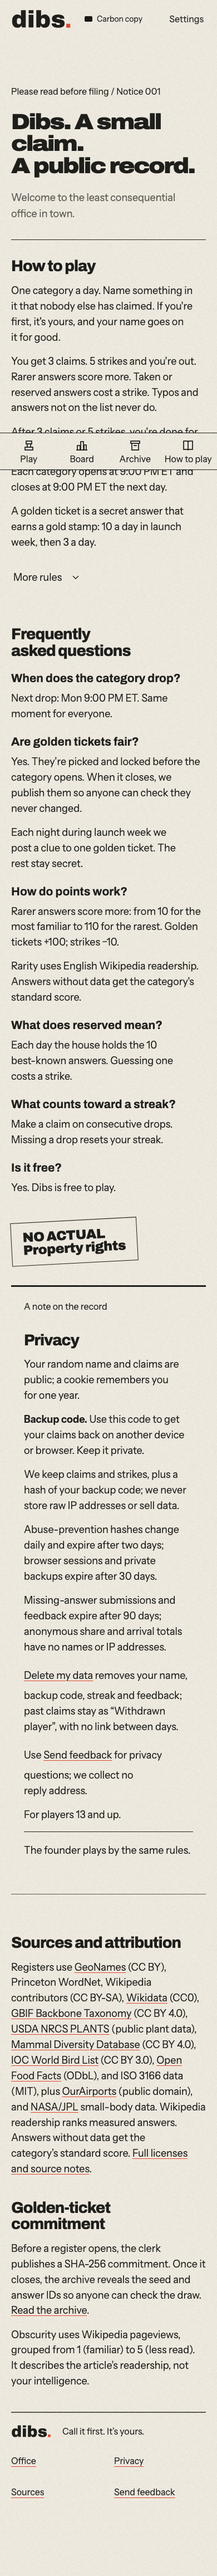 dibs.
Carbon copy
Settings
Please read before filing / Notice 001
Dibs. A small
claim.
A public record.
Welcome to the least consequential
office in town.
How to play
One category a day. Name something in
it that nobody else has claimed. If you're
first, it's yours, and your name goes on
it for good.
You get 3 claims. 5 strikes and you're out.
Rarer answers score more. Taken or
reserved answers cost a strike. Typos and
answers not on the list never do.
After 3 claims or 5 strikes, you're done for
Play
Board
Archive
How to play
Each category opens at 9:00 PM ET and
closes at 9:00 PM ET the next day.
A golden ticket is a secret answer that
earns a gold stamp: 10 a day in launch
week, then 3 a day.
More rules
Frequently
asked questions
When does the category drop?
Next drop: Mon 9:00 PM ET. Same
moment for everyone.
Are golden tickets fair?
Yes. They're picked and locked before the
category opens. When it closes, we
publish them so anyone can check they
never changed.
Each night during launch week we
post a clue to one golden ticket. The
rest stay secret.
How do points work?
Rarer answers score more: from 10 for the
most familiar to 110 for the rarest. Golden
tickets +100; strikes −10.
Rarity uses English Wikipedia readership.
Answers without data get the category's
standard score.
What does reserved mean?
Each day the house holds the 10
best-known answers. Guessing one
costs a strike.
What counts toward a streak?
Make a claim on consecutive drops.
Missing a drop resets your streak.
Is it free?
Yes. Dibs is free to play.
NO ACTUAL
Property rights
A note on the record
Privacy
Your random name and claims are
public; a cookie remembers you
for one year.
Backup code. Use this code to get
your claims back on another device
or browser. Keep it private.
We keep claims and strikes, plus a
hash of your backup code; we never
store raw IP addresses or sell data.
Abuse-prevention hashes change
daily and expire after two days;
browser sessions and private
backups expire after 30 days.
Missing-answer submissions and
feedback expire after 90 days;
anonymous share and arrival totals
have no names or IP addresses.
Delete my data removes your name,
backup code, streak and feedback;
past claims stay as “Withdrawn
player”, with no link between days.
Use Send feedback for privacy
questions; we collect no
reply address.
For players 13 and up.
The founder plays by the same rules.
Sources and attribution
Registers use GeoNames (CC BY),
Princeton WordNet, Wikipedia
contributors (CC BY-SA), Wikidata (CC0),
GBIF Backbone Taxonomy (CC BY 4.0),
USDA NRCS PLANTS (public plant data),
Mammal Diversity Database (CC BY 4.0),
IOC World Bird List (CC BY 3.0), Open
Food Facts (ODbL), and ISO 3166 data
(MIT), plus OurAirports (public domain),
and NASA/JPL small-body data. Wikipedia
readership ranks measured answers.
Answers without data get the
category's standard score. Full licenses
and source notes.
Golden-ticket
commitment
Before a register opens, the clerk
publishes a SHA-256 commitment. Once it
closes, the archive reveals the seed and
answer IDs so anyone can check the draw.
Read the archive.
Obscurity uses Wikipedia pageviews,
grouped from 1 (familiar) to 5 (less read).
It describes the article's readership, not
your intelligence.
dibs.
Call it first. It's yours.
Office
Privacy
Sources
Send feedback